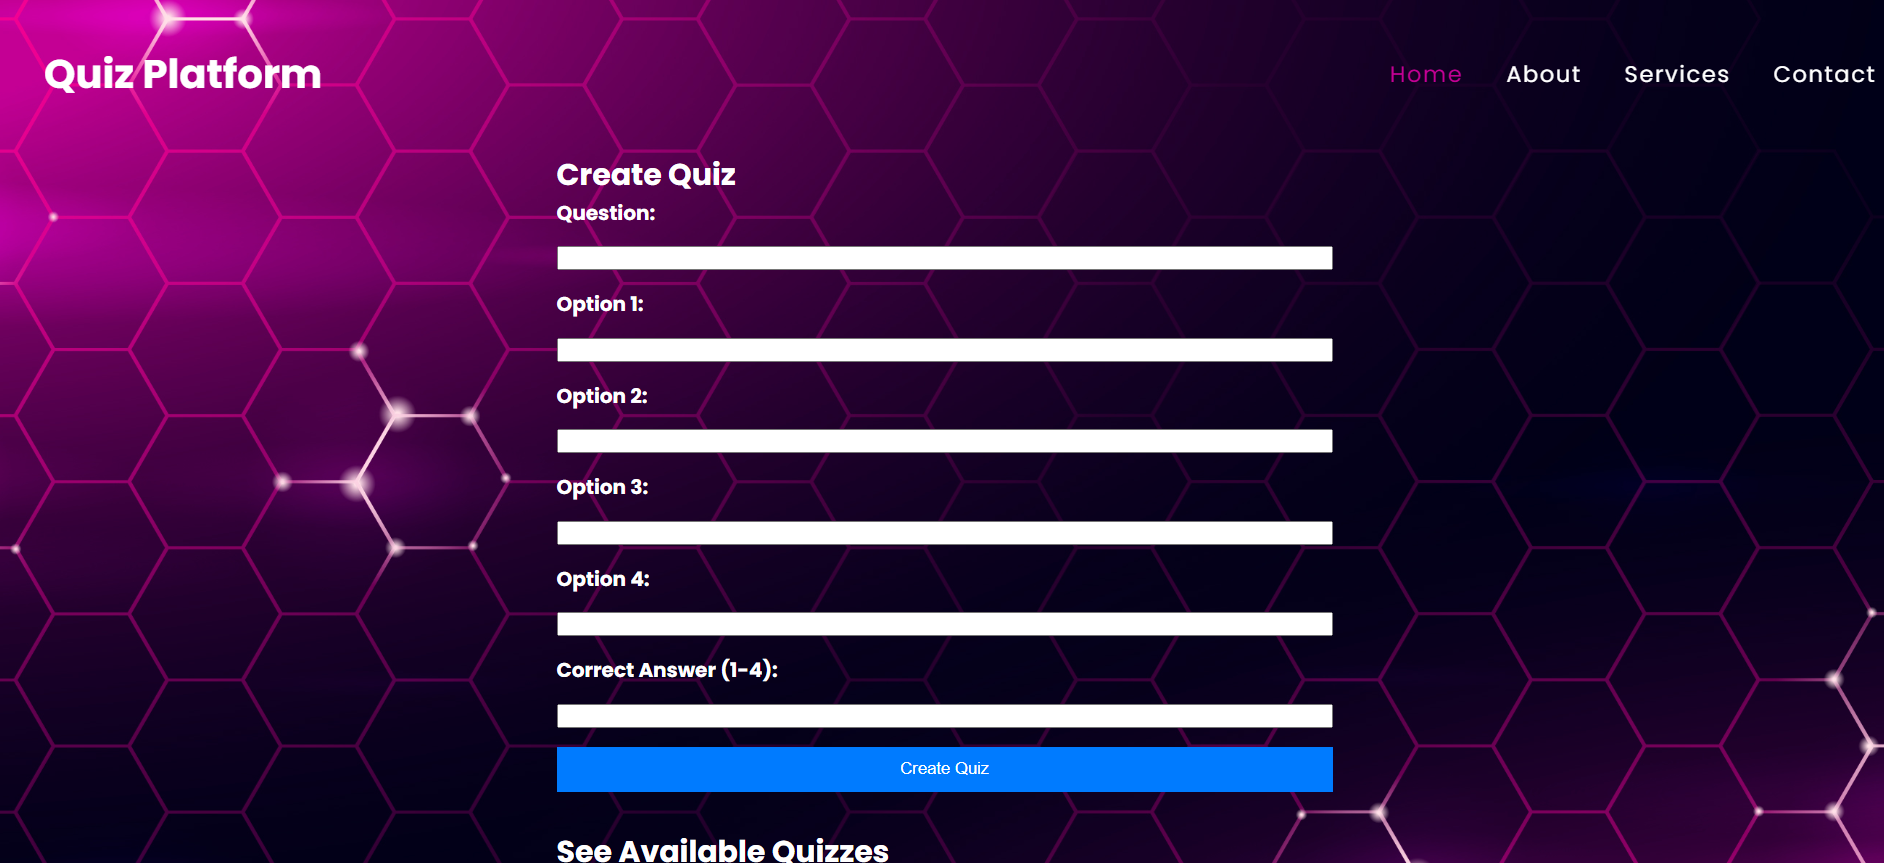 Quiz Platform
Home About Services Contact
Create Quiz
Question:
Option 1:
Option 2:
Option 3:
Option 4:
Correct Answer (1-4):
Create Quiz
See Available Quizzes